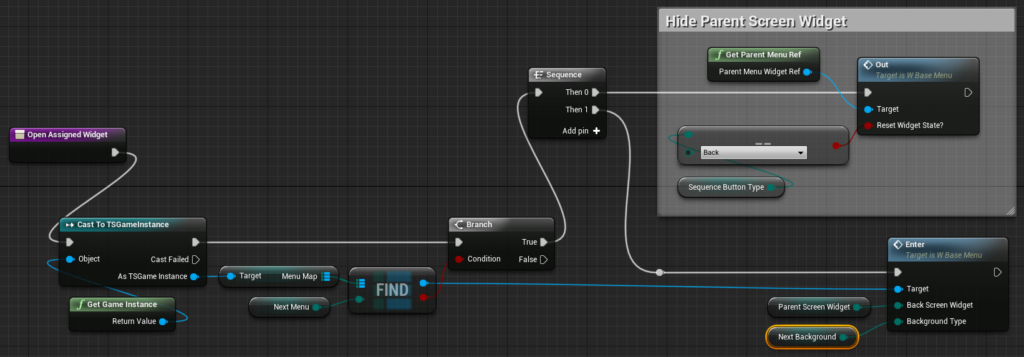 Hide Parent Screen Widget
Get Parent Menu Ref
Parent Menu Widget Ref
Out
Target is W Base Menu
Target
Reset Widget State?
Sequence
Then 0
Then 1
Add pin +
==
Back
Sequence Button Type
Open Assigned Widget
Cast To TSGameInstance
Object
Cast Failed
As TSGame Instance
Get Game Instance
Return Value
Target
Menu Map
Next Menu
FIND
Branch
Condition
True
False
Enter
Target is W Base Menu
Target
Back Screen Widget
Background Type
Parent Screen Widget
Next Background